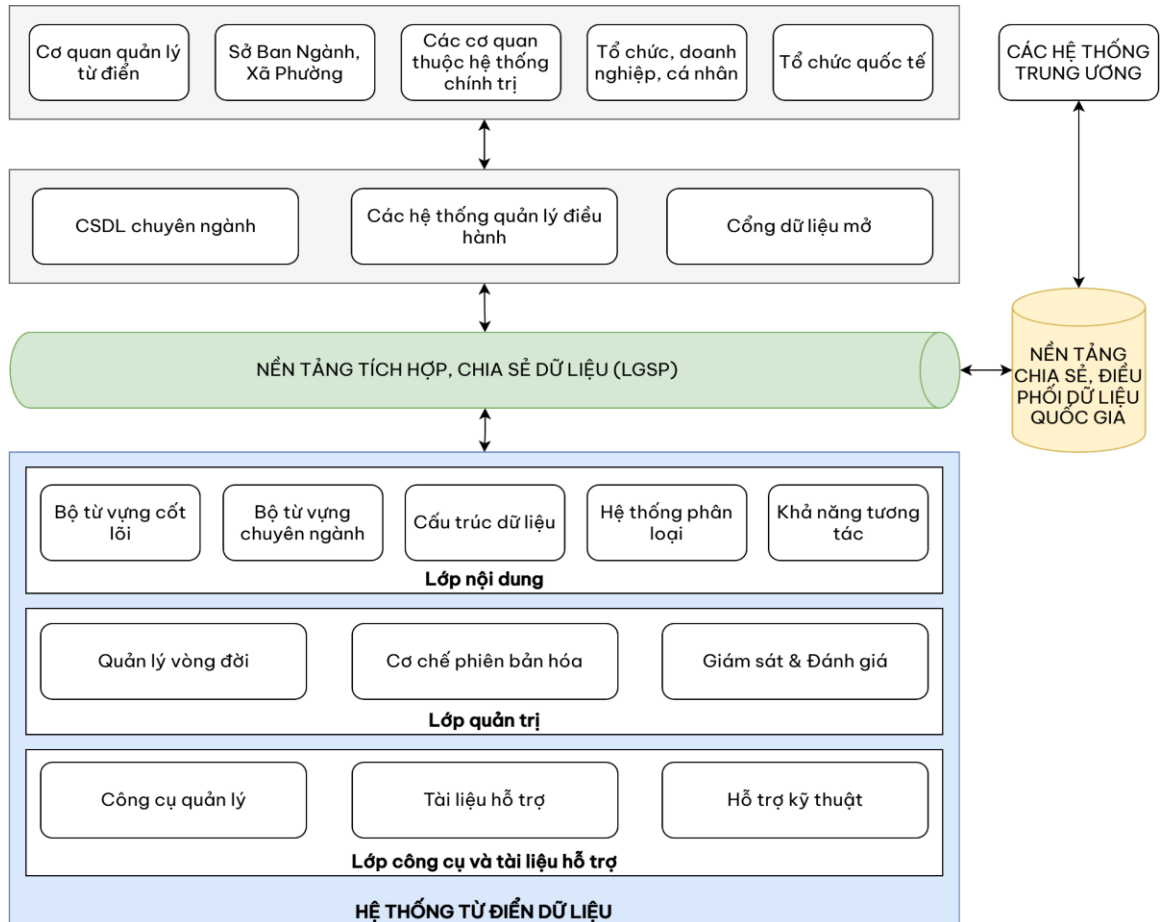 Cơ quan quản lý
từ điển
Sở Ban Ngành,
Xã Phường
Các cơ quan
thuộc hệ thống
chính trị
Tổ chức, doanh
nghiệp, cá nhân
Tổ chức quốc tế
CÁC HỆ THỐNG
TRUNG ƯƠNG
CSDL chuyên ngành
Các hệ thống quản lý điều
hành
Cổng dữ liệu mở
NỀN TẢNG TÍCH HỢP, CHIA SẺ DỮ LIỆU (LGSP)
NỀN TẢNG
CHIA SẺ, ĐIỀU
PHỐI DỮ LIỆU
QUỐC GIA
Bộ từ vựng cốt
lõi
Bộ từ vựng
chuyên ngành
Cấu trúc dữ liệu
Hệ thống phân
loại
Khả năng tương
tác
Lớp nội dung
Quản lý vòng đời
Cơ chế phiên bản hóa
Giám sát & Đánh giá
Lớp quản trị
Công cụ quản lý
Tài liệu hỗ trợ
Hỗ trợ kỹ thuật
Lớp công cụ và tài liệu hỗ trợ
HỆ THỐNG TỪ ĐIỂN DỮ LIỆU